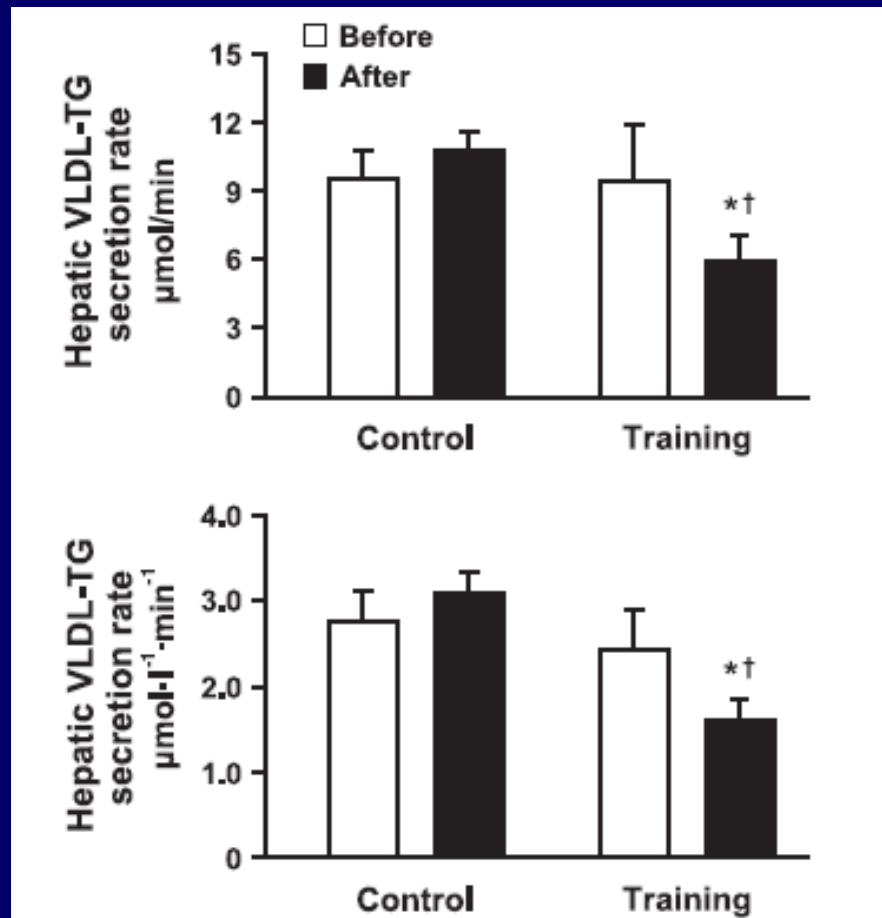 Before
After
Hepatic VLDL-TG
secretion rate
µmol/min
15
12
9
6
3
0
*†
Control
Training
Hepatic VLDL-TG
secretion rate
µmol·l⁻¹·min⁻¹
4.0
3.0
2.0
1.0
0
*†
Control
Training